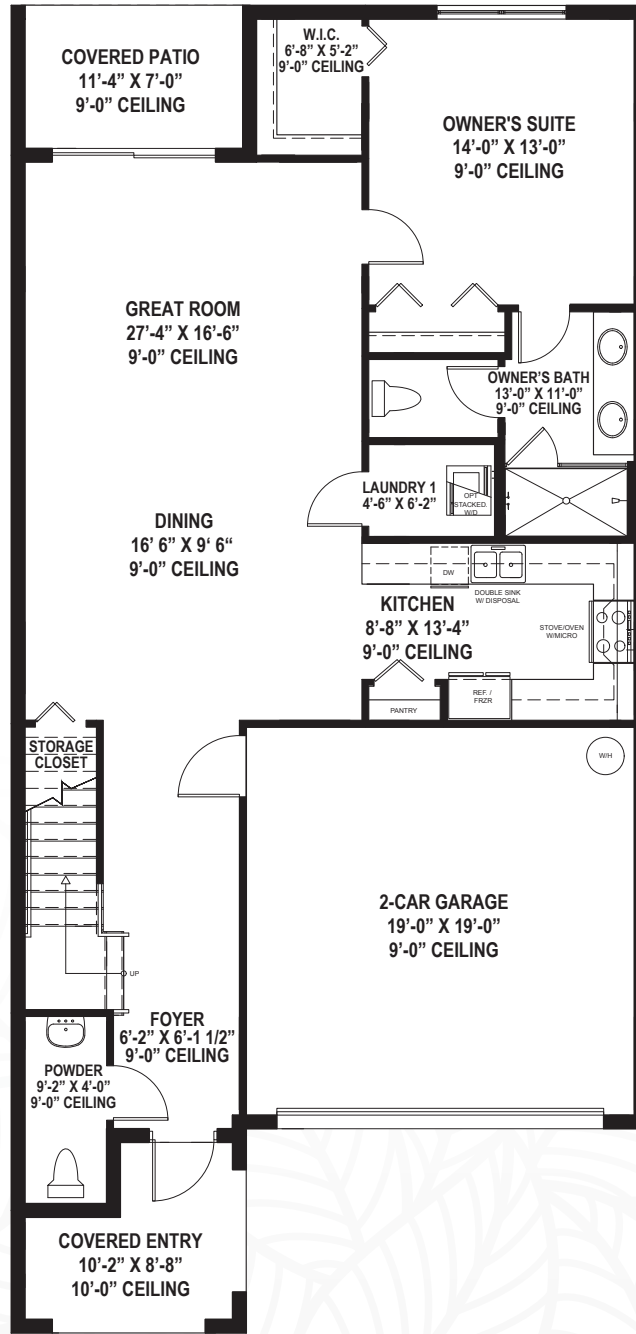 COVERED PATIO
11'-4” X 7'-0”
9'-0” CEILING
W.I.C.
6'-8” X 5'-2”
9'-0” CEILING
OWNER'S SUITE
14'-0” X 13'-0”
9'-0” CEILING
GREAT ROOM
27'-4” X 16'-6”
9'-0” CEILING
OWNER'S BATH
13'-0” X 11'-0”
9'-0” CEILING
LAUNDRY 1
4'-6” X 6'-2”
OPT
STACKED.
W/D
DINING
16' 6” X 9' 6“
9'-0” CEILING
DW
DOUBLE SINK
W/ DISPOSAL
KITCHEN
8'-8” X 13'-4”
9'-0” CEILING
STOVE/OVEN
W/MICRO
PANTRY
REF. /
FRZR
STORAGE
CLOSET
W/H
2-CAR GARAGE
19'-0” X 19'-0”
9'-0” CEILING
UP
FOYER
6'-2” X 6'-1 1/2”
9'-0” CEILING
POWDER
9'-2” X 4'-0”
9'-0” CEILING
COVERED ENTRY
10'-2” X 8'-8”
10'-0” CEILING